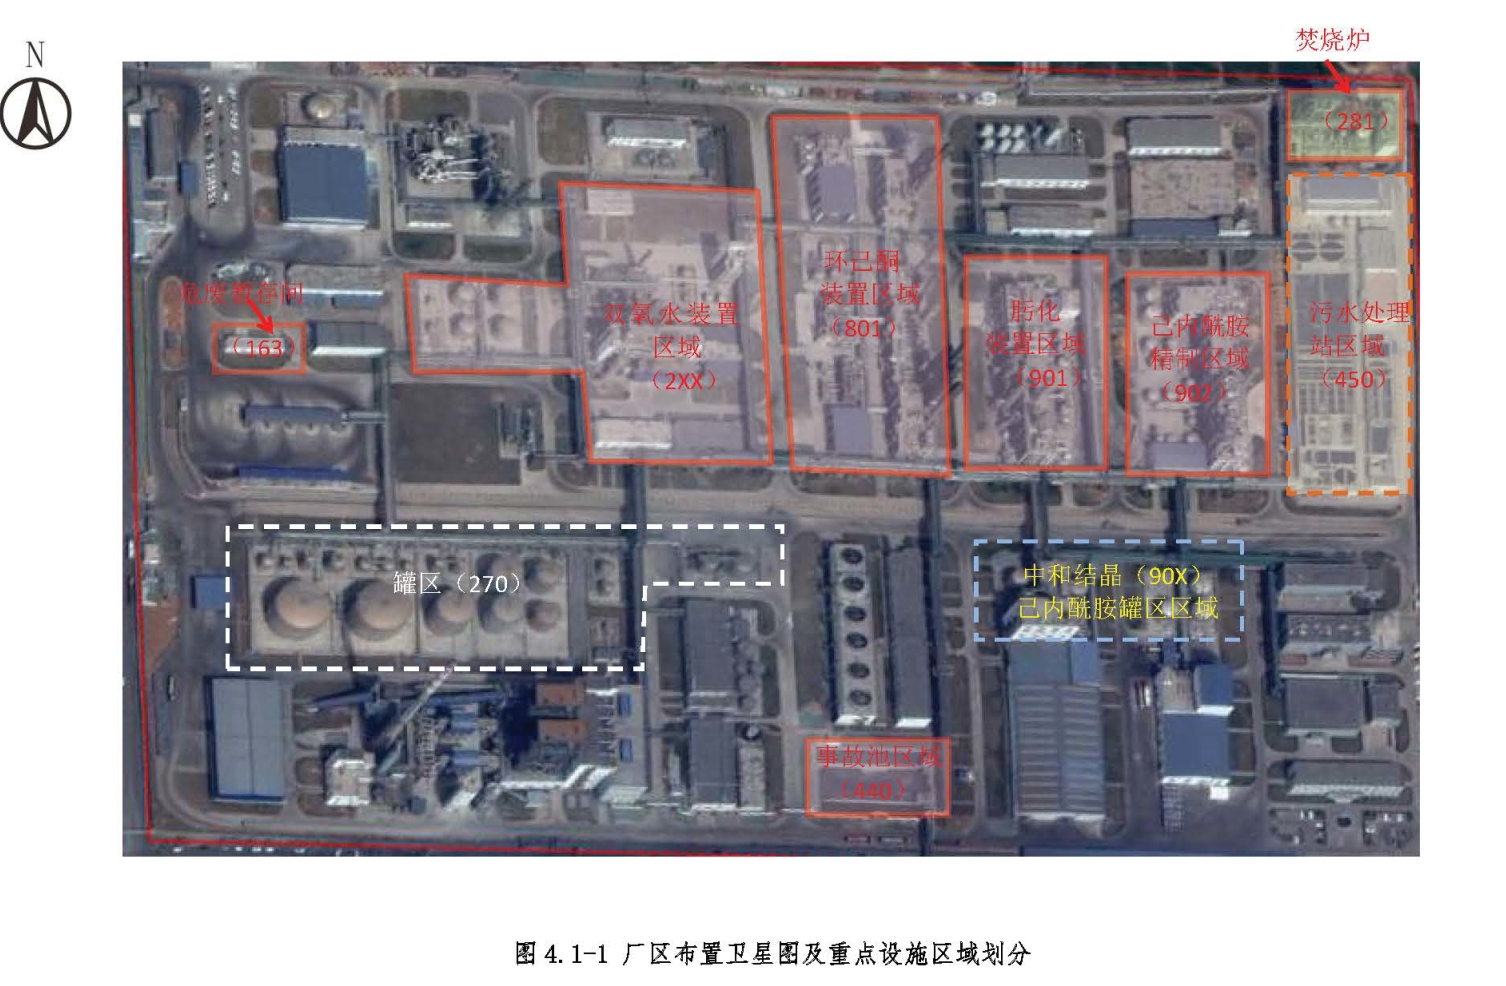 N
焚烧炉
（281）
危废暂存间
（163）
双氧水装置
区域
（2XX）
环己酮
装置区域
（801）
肟化
装置区域
（901）
己内酰胺
精制区域
（902）
污水处理
站区域
（450）
罐区（270）
中和结晶（90X）
己内酰胺罐区区域
事故池区域
（440）
图 4.1-1 厂区布置卫星图及重点设施区域划分